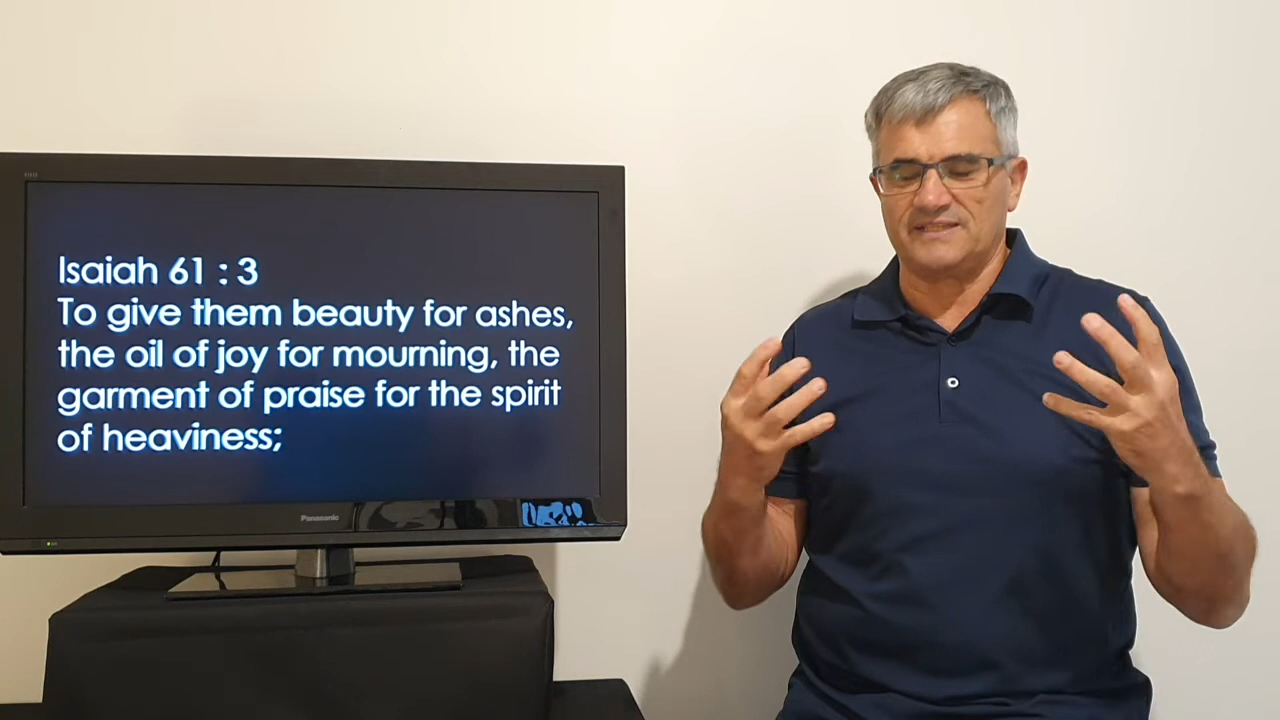 Isaiah 61 : 3
To give them beauty for ashes,
the oil of joy for mourning, the
garment of praise for the spirit
of heaviness;
Panasonic